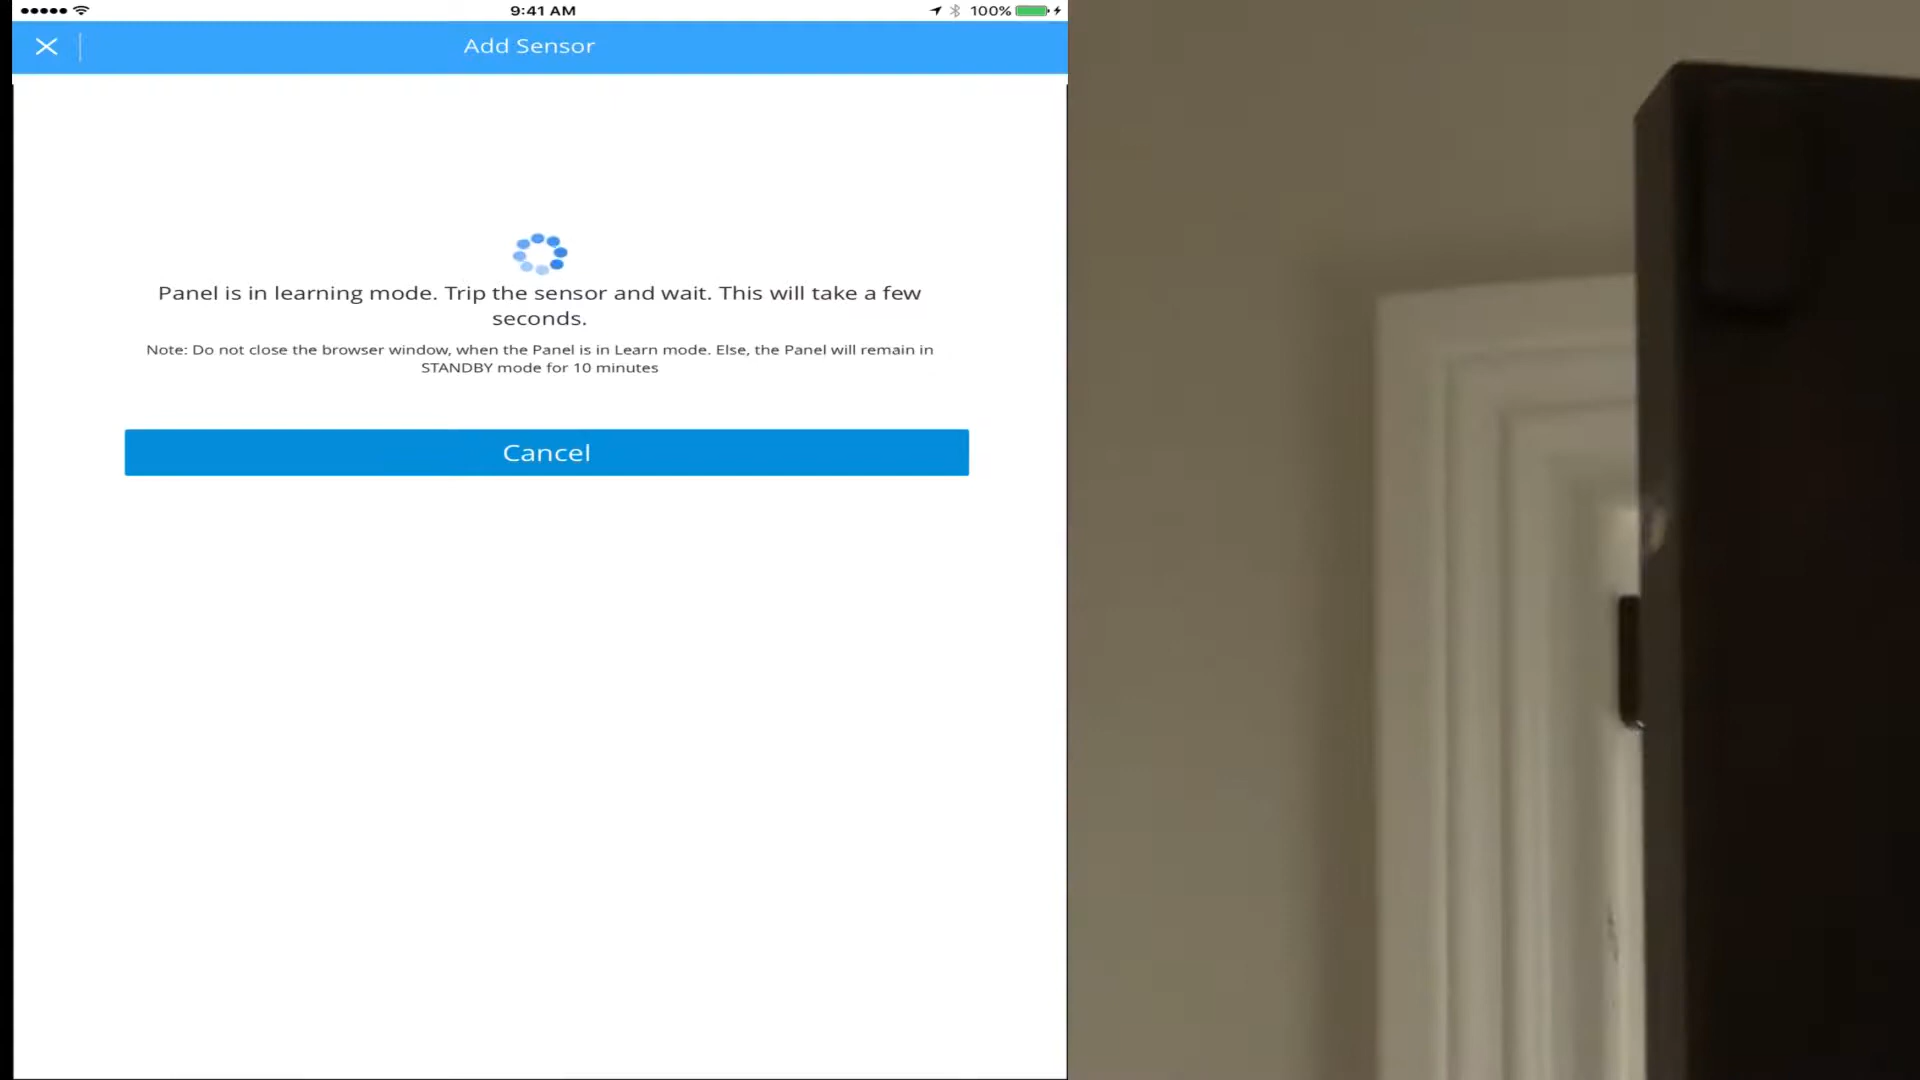 9:41 AM
100%
Add Sensor
Panel is in learning mode. Trip the sensor and wait. This will take a few
seconds.
Note: Do not close the browser window, when the Panel is in Learn mode. Else, the Panel will remain in
STANDBY mode for 10 minutes
Cancel